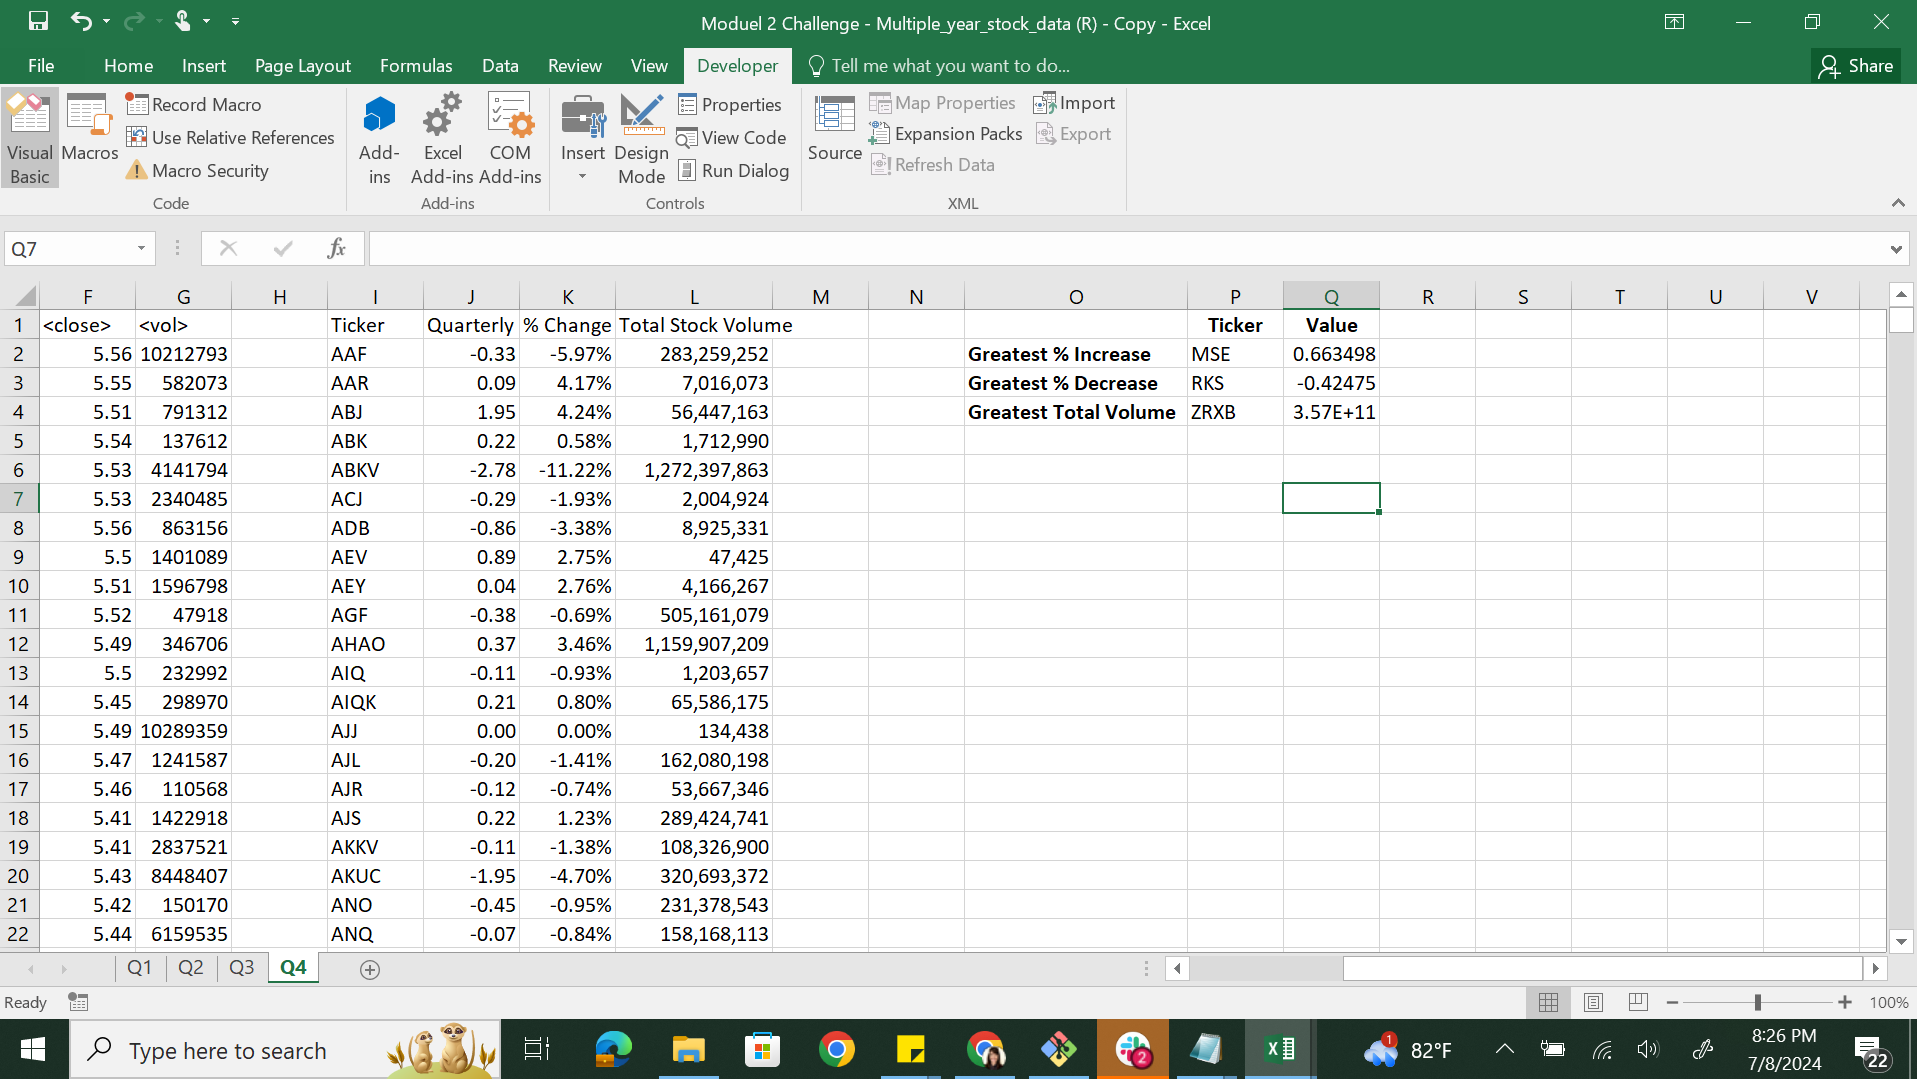 Moduel 2 Challenge - Multiple_year_stock_data (R) - Copy - Excel
File Home Insert Page Layout Formulas Data Review View Developer Tell me what you want to do... Share
Visual Basic
Macros
Record Macro
Use Relative References
Macro Security
Code
Add-ins
Excel Add-ins
COM Add-ins
Add-ins
Insert
Design Mode
Properties
View Code
Run Dialog
Controls
Source
Map Properties
Expansion Packs
Refresh Data
Import
Export
XML
Q7 fx
F G H I J K L M N O P Q R S T U V
1 <close> <vol> Ticker Quarterly % Change Total Stock Volume Ticker Value
2 5.56 10212793 AAF -0.33 -5.97% 283,259,252 Greatest % Increase MSE 0.663498
3 5.55 582073 AAR 0.09 4.17% 7,016,073 Greatest % Decrease RKS -0.42475
4 5.51 791312 ABJ 1.95 4.24% 56,447,163 Greatest Total Volume ZRXB 3.57E+11
5 5.54 137612 ABK 0.22 0.58% 1,712,990
6 5.53 4141794 ABKV -2.78 -11.22% 1,272,397,863
7 5.53 2340485 ACJ -0.29 -1.93% 2,004,924
8 5.56 863156 ADB -0.86 -3.38% 8,925,331
9 5.5 1401089 AEV 0.89 2.75% 47,425
10 5.51 1596798 AEY 0.04 2.76% 4,166,267
11 5.52 47918 AGF -0.38 -0.69% 505,161,079
12 5.49 346706 AHAO 0.37 3.46% 1,159,907,209
13 5.5 232992 AIQ -0.11 -0.93% 1,203,657
14 5.45 298970 AIQK 0.21 0.80% 65,586,175
15 5.49 10289359 AJJ 0.00 0.00% 134,438
16 5.47 1241587 AJL -0.20 -1.41% 162,080,198
17 5.46 110568 AJR -0.12 -0.74% 53,667,346
18 5.41 1422918 AJS 0.22 1.23% 289,424,741
19 5.41 2837521 AKKV -0.11 -1.38% 108,326,900
20 5.43 8448407 AKUC -1.95 -4.70% 320,693,372
21 5.42 150170 ANO -0.45 -0.95% 231,378,543
22 5.44 6159535 ANQ -0.07 -0.84% 158,168,113
Q1 Q2 Q3 Q4
Ready 100%
Type here to search 2 1 82°F 8:26 PM
7/8/2024 22